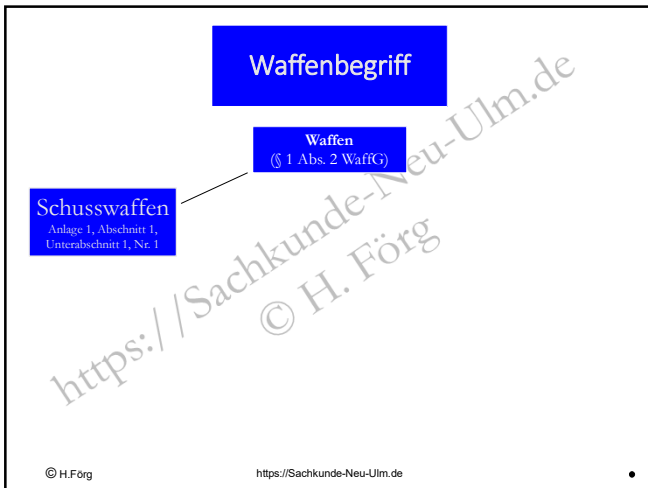 Waffenbegriff
Waffen
(§ 1 Abs. 2 WaffG)
Schusswaffen
Anlage 1, Abschnitt 1,
Unterabschnitt 1, Nr. 1
https://Sachkunde-Neu-Ulm.de
© H. Förg
© H.Förg
https://Sachkunde-Neu-Ulm.de